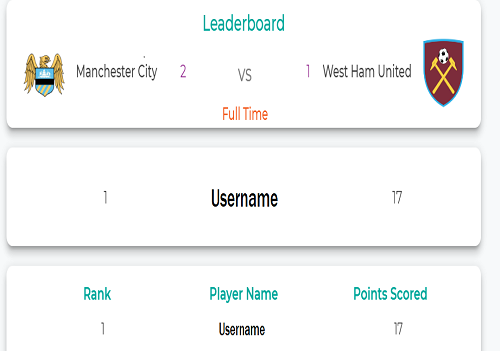 Leaderboard
Manchester City 2 VS 1 West Ham United
Full Time
1 Username 17
Rank Player Name Points Scored
1 Username 17